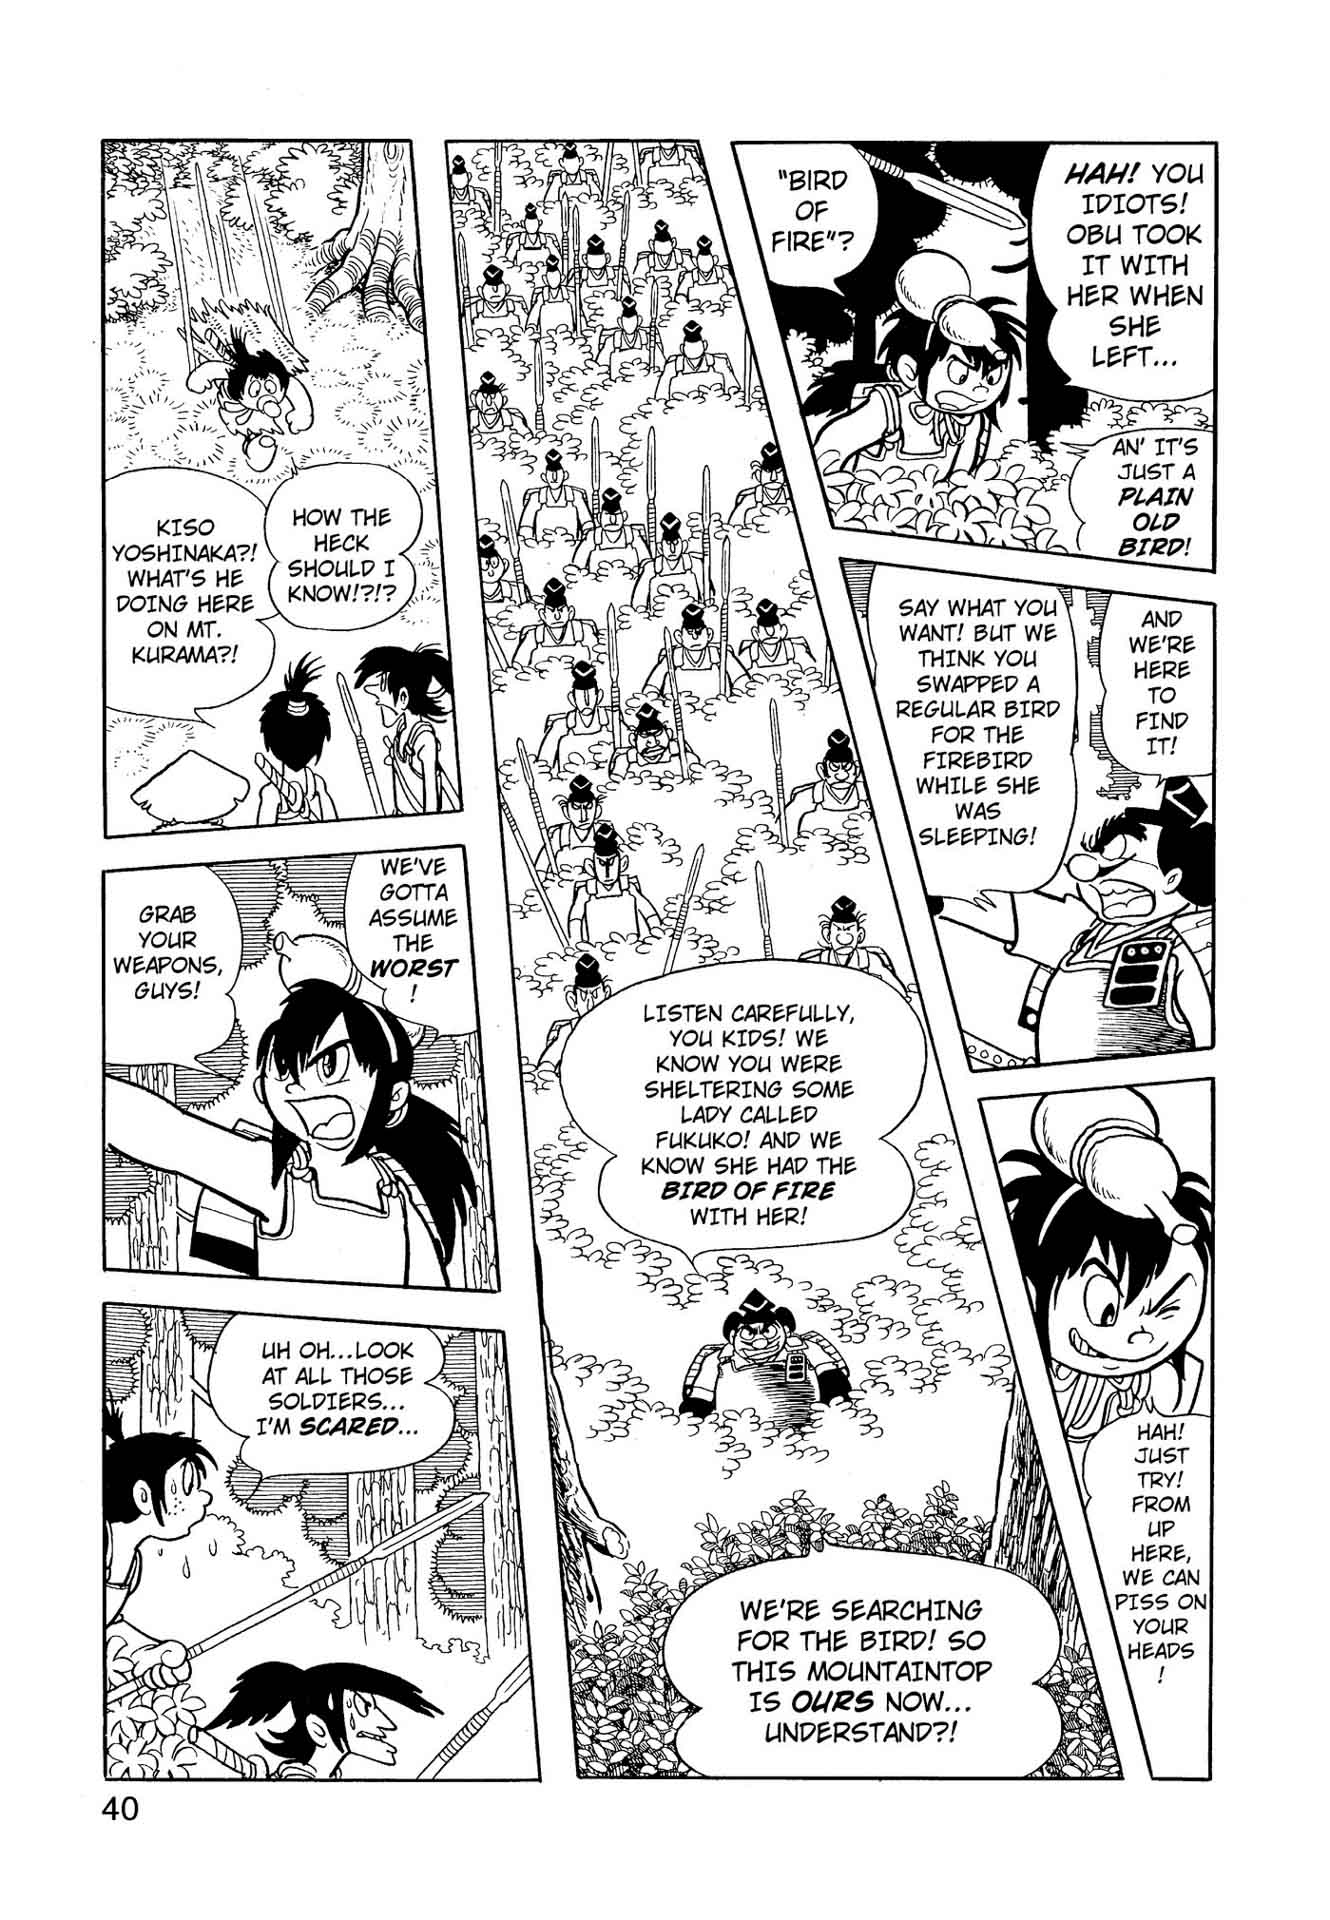 KISO
YOSHINAKA?!
WHAT'S HE
DOING HERE
ON MT.
KURAMA?!
HOW THE
HECK
SHOULD I
KNOW!?!?
GRAB
YOUR
WEAPONS,
GUYS!
WE'VE
GOTTA
ASSUME
THE
WORST
!
UH OH...LOOK
AT ALL THOSE
SOLDIERS...
I'M SCARED...
LISTEN CAREFULLY,
YOU KIDS! WE
KNOW YOU WERE
SHELTERING SOME
LADY CALLED
FUKUKO! AND WE
KNOW SHE HAD THE
BIRD OF FIRE
WITH HER!
WE'RE SEARCHING
FOR THE BIRD! SO
THIS MOUNTAINTOP
IS OURS NOW...
UNDERSTAND?!
"BIRD
OF
FIRE"?
HAH! YOU
IDIOTS!
OBU TOOK
IT WITH
HER WHEN
SHE
LEFT...
AN' IT'S
JUST A
PLAIN
OLD
BIRD!
SAY WHAT YOU
WANT! BUT WE
THINK YOU
SWAPPED A
REGULAR BIRD
FOR THE
FIREBIRD
WHILE SHE
WAS
SLEEPING!
AND
WE'RE
HERE
TO
FIND
IT!
HAH!
JUST
TRY!
FROM
UP
HERE,
WE CAN
PISS ON
YOUR
HEADS
!
40